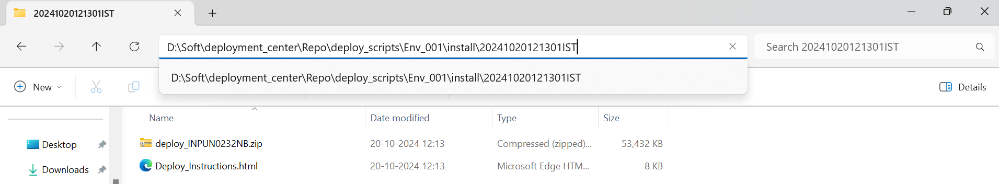 20241020121301IST
D:\Soft\deployment_center\Repo\deploy_scripts\Env_001\install\20241020121301IST
Search 20241020121301IST
D:\Soft\deployment_center\Repo\deploy_scripts\Env_001\install\20241020121301IST
New
Details
Name Date modified Type Size
Desktop
deploy_INPUN0232NB.zip 20-10-2024 12:13 Compressed (zipped)... 53,432 KB
Downloads
Deploy_Instructions.html 20-10-2024 12:13 Microsoft Edge HTM... 8 KB